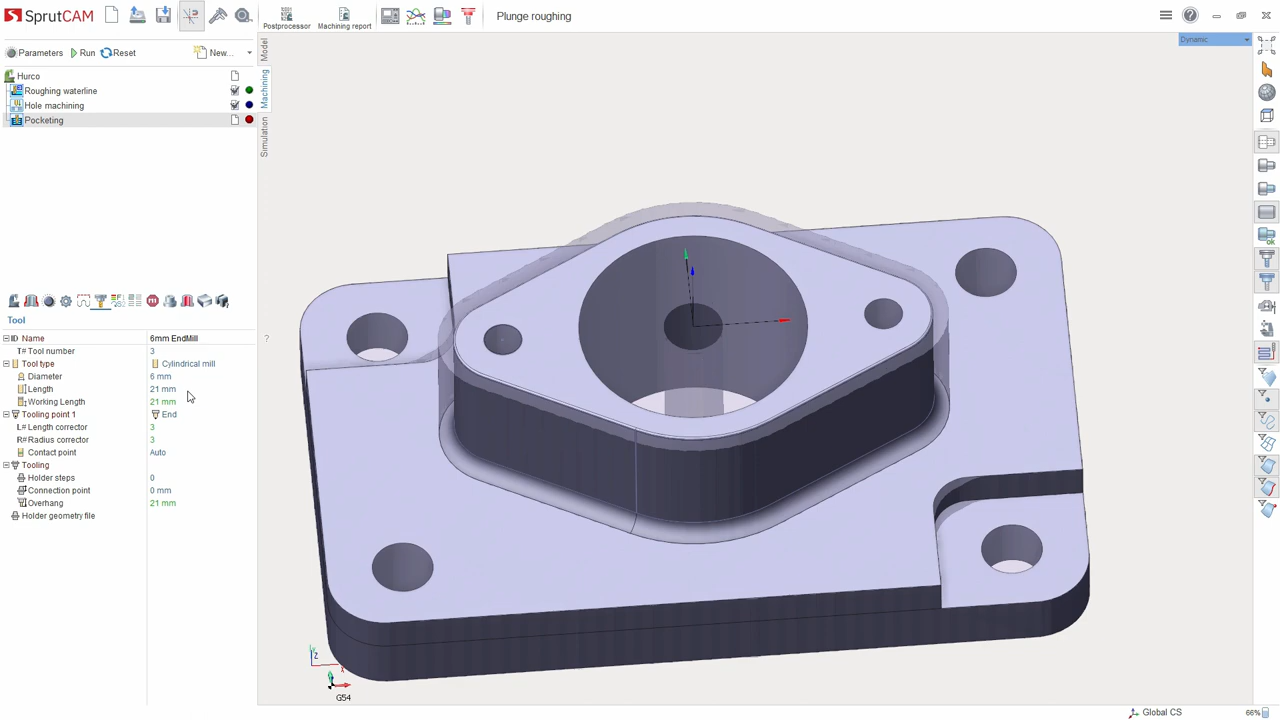 SprutCAM
Postprocessor
Machining report
Plunge roughing
Parameters
Run
Reset
New...
Dynamic
Hurco
Roughing waterline
Hole machining
Pocketing
Model
Machining
Simulation
Tool
ID Name 6mm EndMill
T# Tool number 3
Tool type Cylindrical mill
Diameter 6 mm
Length 21 mm
Working Length 21 mm
Tooling point 1 End
L# Length corrector 3
R# Radius corrector 3
Contact point Auto
Tooling
Holder steps 0
Connection point 0 mm
Overhang 21 mm
Holder geometry file
?
Z
X
G54
Global CS
66%